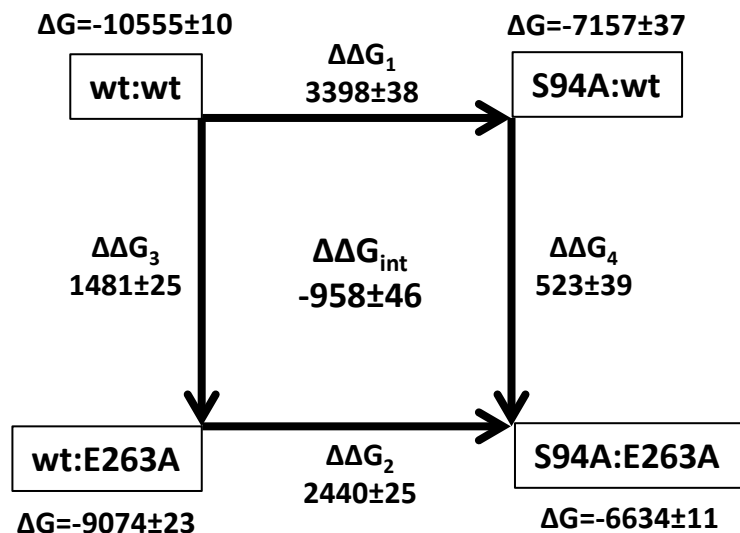 ΔG=-10555±10
ΔG=-7157±37
wt:wt
ΔΔG₁
3398±38
S94A:wt
ΔΔG₃
1481±25
ΔΔGint
-958±46
ΔΔG₄
523±39
wt:E263A
ΔΔG₂
2440±25
S94A:E263A
ΔG=-9074±23
ΔG=-6634±11